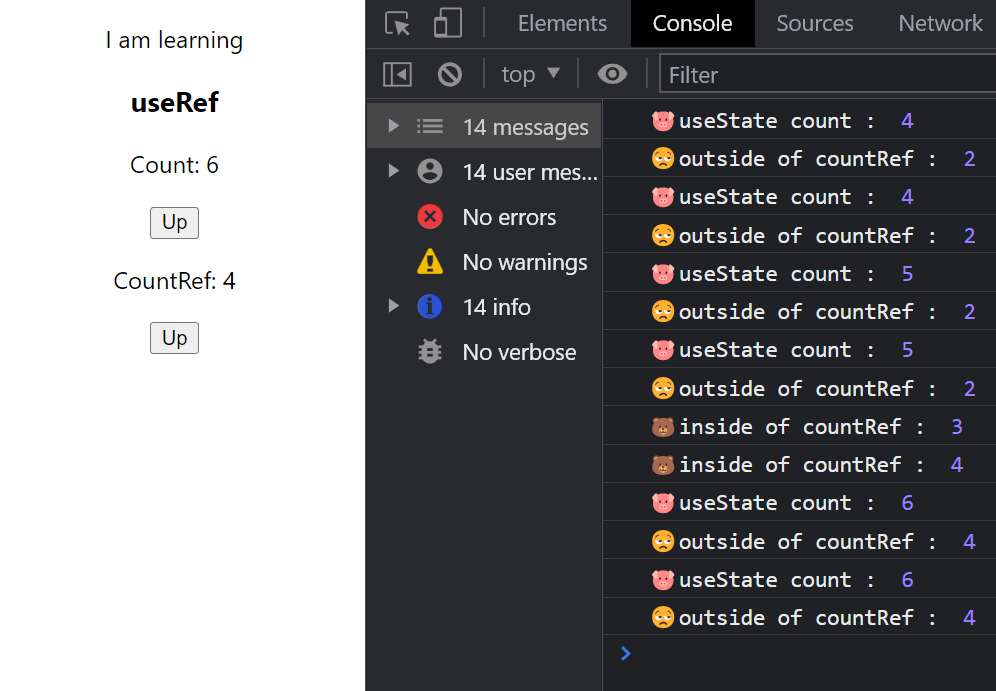 I am learning
useRef
Count: 6
Up
CountRef: 4
Up
Elements Console Sources Network
top ▼ Filter
14 messages
14 user mes...
No errors
No warnings
14 info
No verbose
🐷useState count : 4
😩outside of countRef : 2
🐷useState count : 4
😩outside of countRef : 2
🐷useState count : 5
😩outside of countRef : 2
🐷useState count : 5
😩outside of countRef : 2
🐻inside of countRef : 3
🐻inside of countRef : 4
🐷useState count : 6
😩outside of countRef : 4
🐷useState count : 6
😩outside of countRef : 4